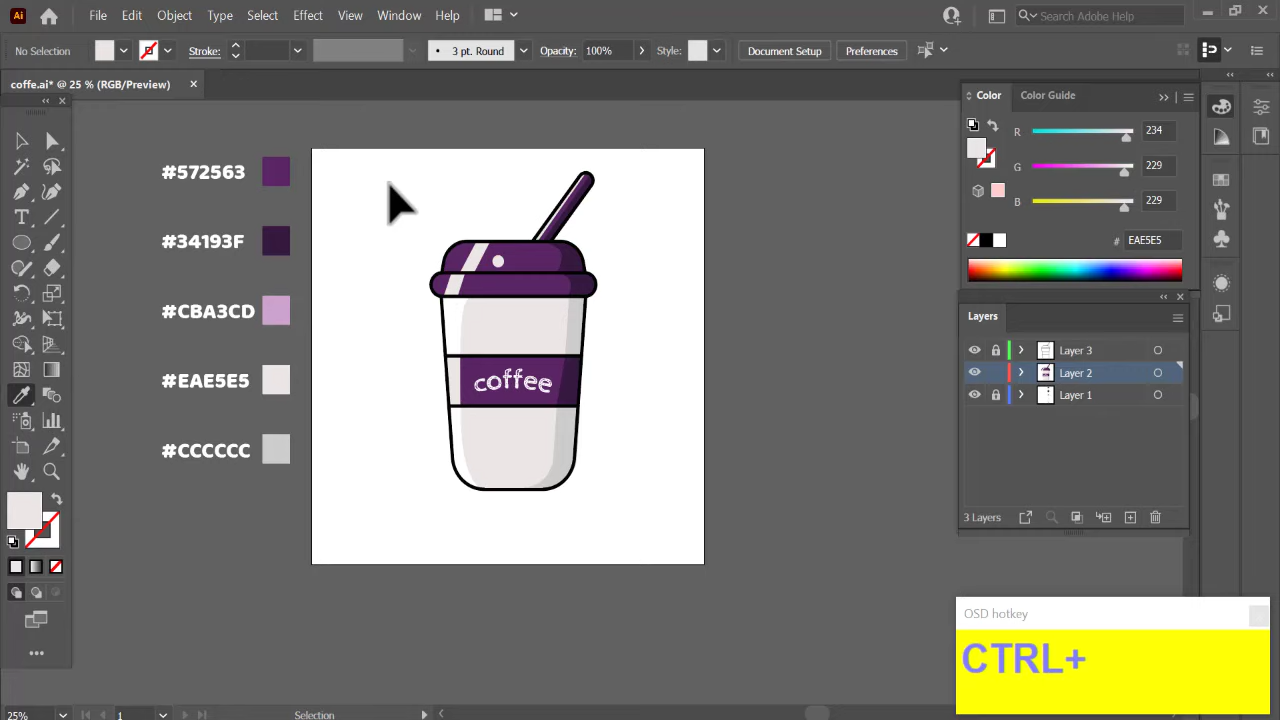 Ai
File Edit Object Type Select Effect View Window Help
Search Adobe Help
No Selection
Stroke:
3 pt. Round
Opacity: 100%
Style:
Document Setup
Preferences
coffe.ai* @ 25 % (RGB/Preview)
Color
Color Guide
R 234
G 229
B 229
# EAE5E5
#572563
#34193F
#CBA3CD
#EAE5E5
#CCCCCC
coffee
Layers
Layer 3
Layer 2
Layer 1
3 Layers
OSD hotkey
CTRL+
25%
1
Selection